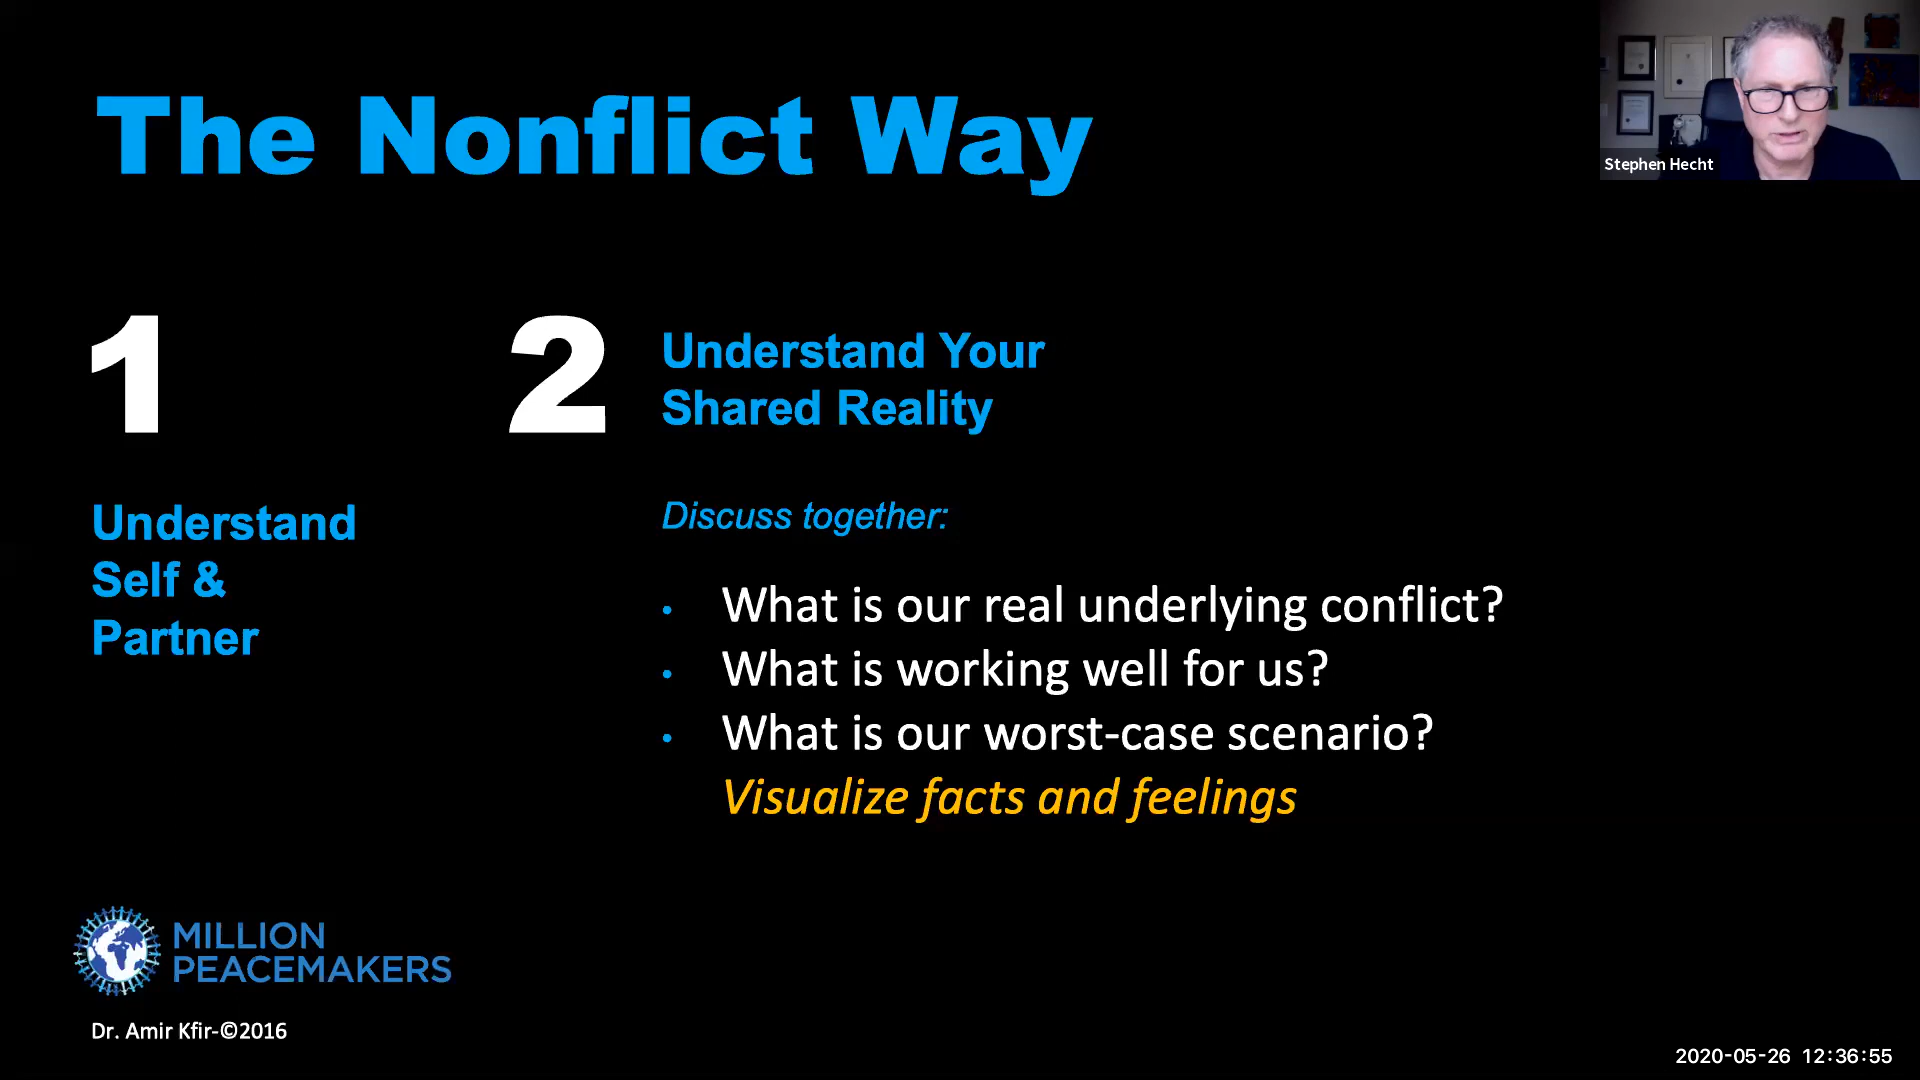 The Nonflict Way
Stephen Hecht
1
Understand
Self &
Partner
2
Understand Your
Shared Reality
Discuss together:
• What is our real underlying conflict?
• What is working well for us?
• What is our worst-case scenario?
Visualize facts and feelings
MILLION
PEACEMAKERS
Dr. Amir Kfir-©2016
2020-05-26 12:36:55